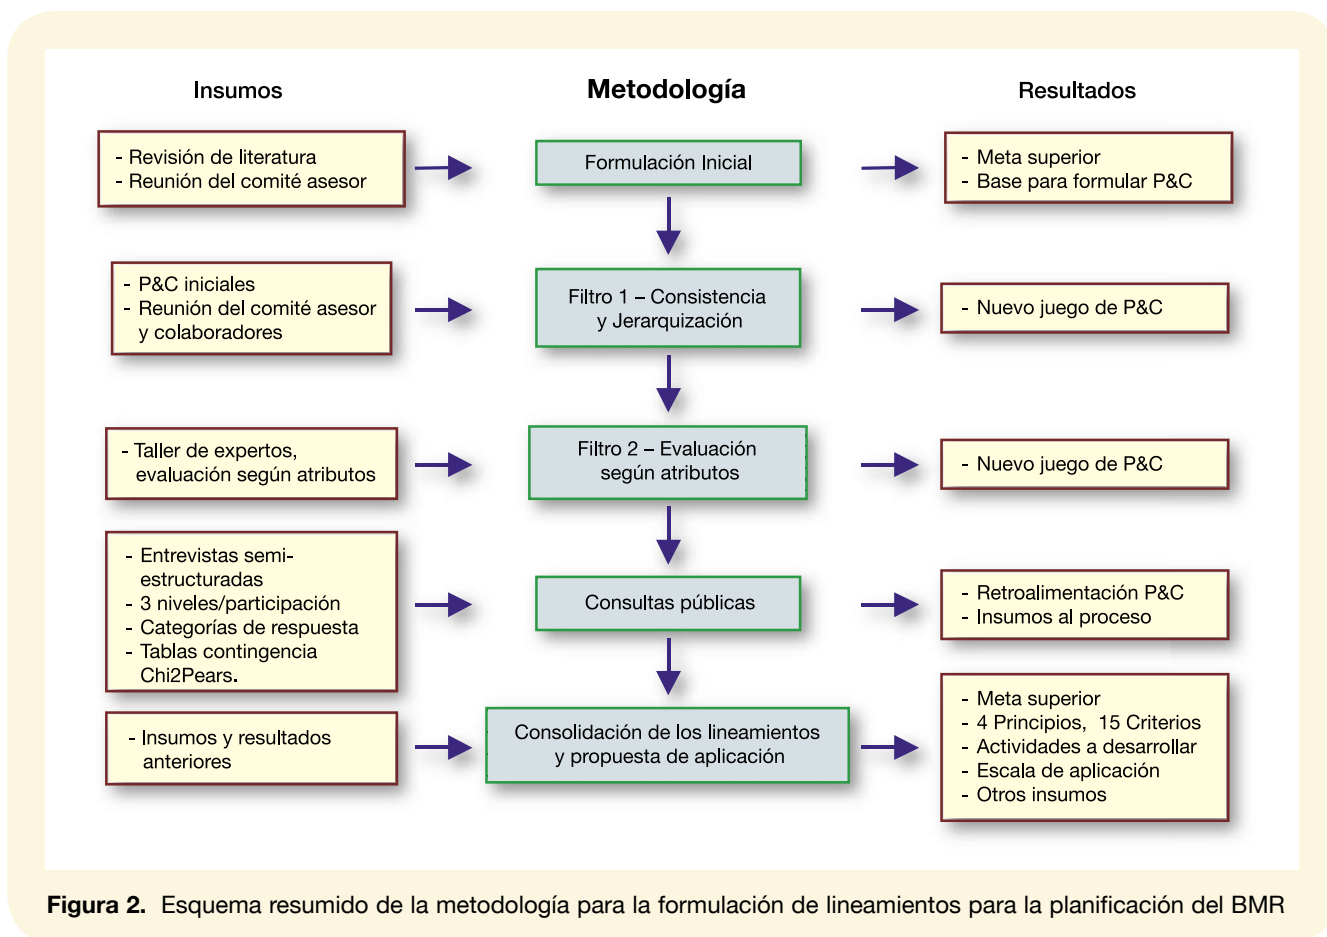 Insumos
Metodología
Resultados
- Revisión de literatura
- Reunión del comité asesor
Formulación Inicial
- Meta superior
- Base para formular P&C
- P&C iniciales
- Reunión del comité asesor
y colaboradores
Filtro 1 – Consistencia
y Jerarquización
- Nuevo juego de P&C
- Taller de expertos,
evaluación según atributos
Filtro 2 – Evaluación
según atributos
- Nuevo juego de P&C
- Entrevistas semi-
estructuradas
- 3 niveles/participación
- Categorías de respuesta
- Tablas contingencia
Chi2Pears.
Consultas públicas
- Retroalimentación P&C
- Insumos al proceso
- Insumos y resultados
anteriores
Consolidación de los lineamientos
y propuesta de aplicación
- Meta superior
- 4 Principios, 15 Criterios
- Actividades a desarrollar
- Escala de aplicación
- Otros insumos
Figura 2. Esquema resumido de la metodología para la formulación de lineamientos para la planificación del BMR